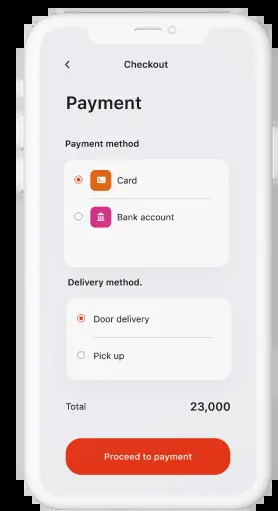 Checkout
Payment
Payment method
Card
Bank account
Delivery method.
Door delivery
Pick up
Total 23,000
Proceed to payment